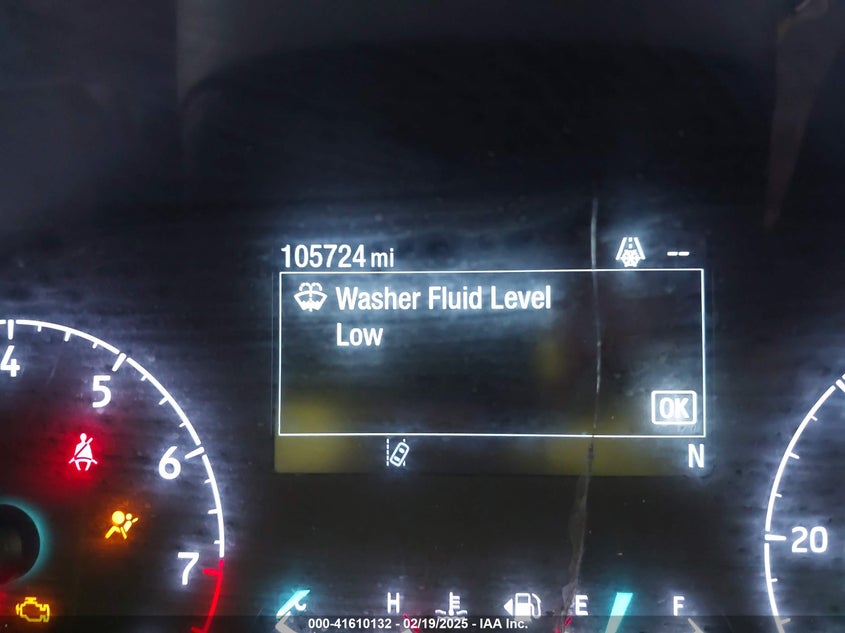 105724 mi --
Washer Fluid Level
Low
OK
N
4
5
6
7
20
H E F
000-41610132 - 02/19/2025 - IAA Inc.